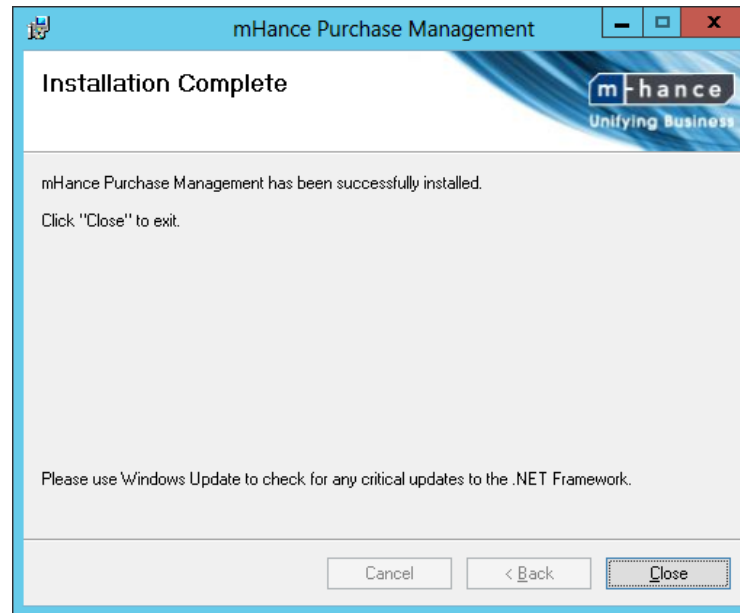 mHance Purchase Management
Installation Complete
m-hance
Unifying Business
mHance Purchase Management has been successfully installed.
Click "Close" to exit.
Please use Windows Update to check for any critical updates to the .NET Framework.
Cancel
< Back
Close